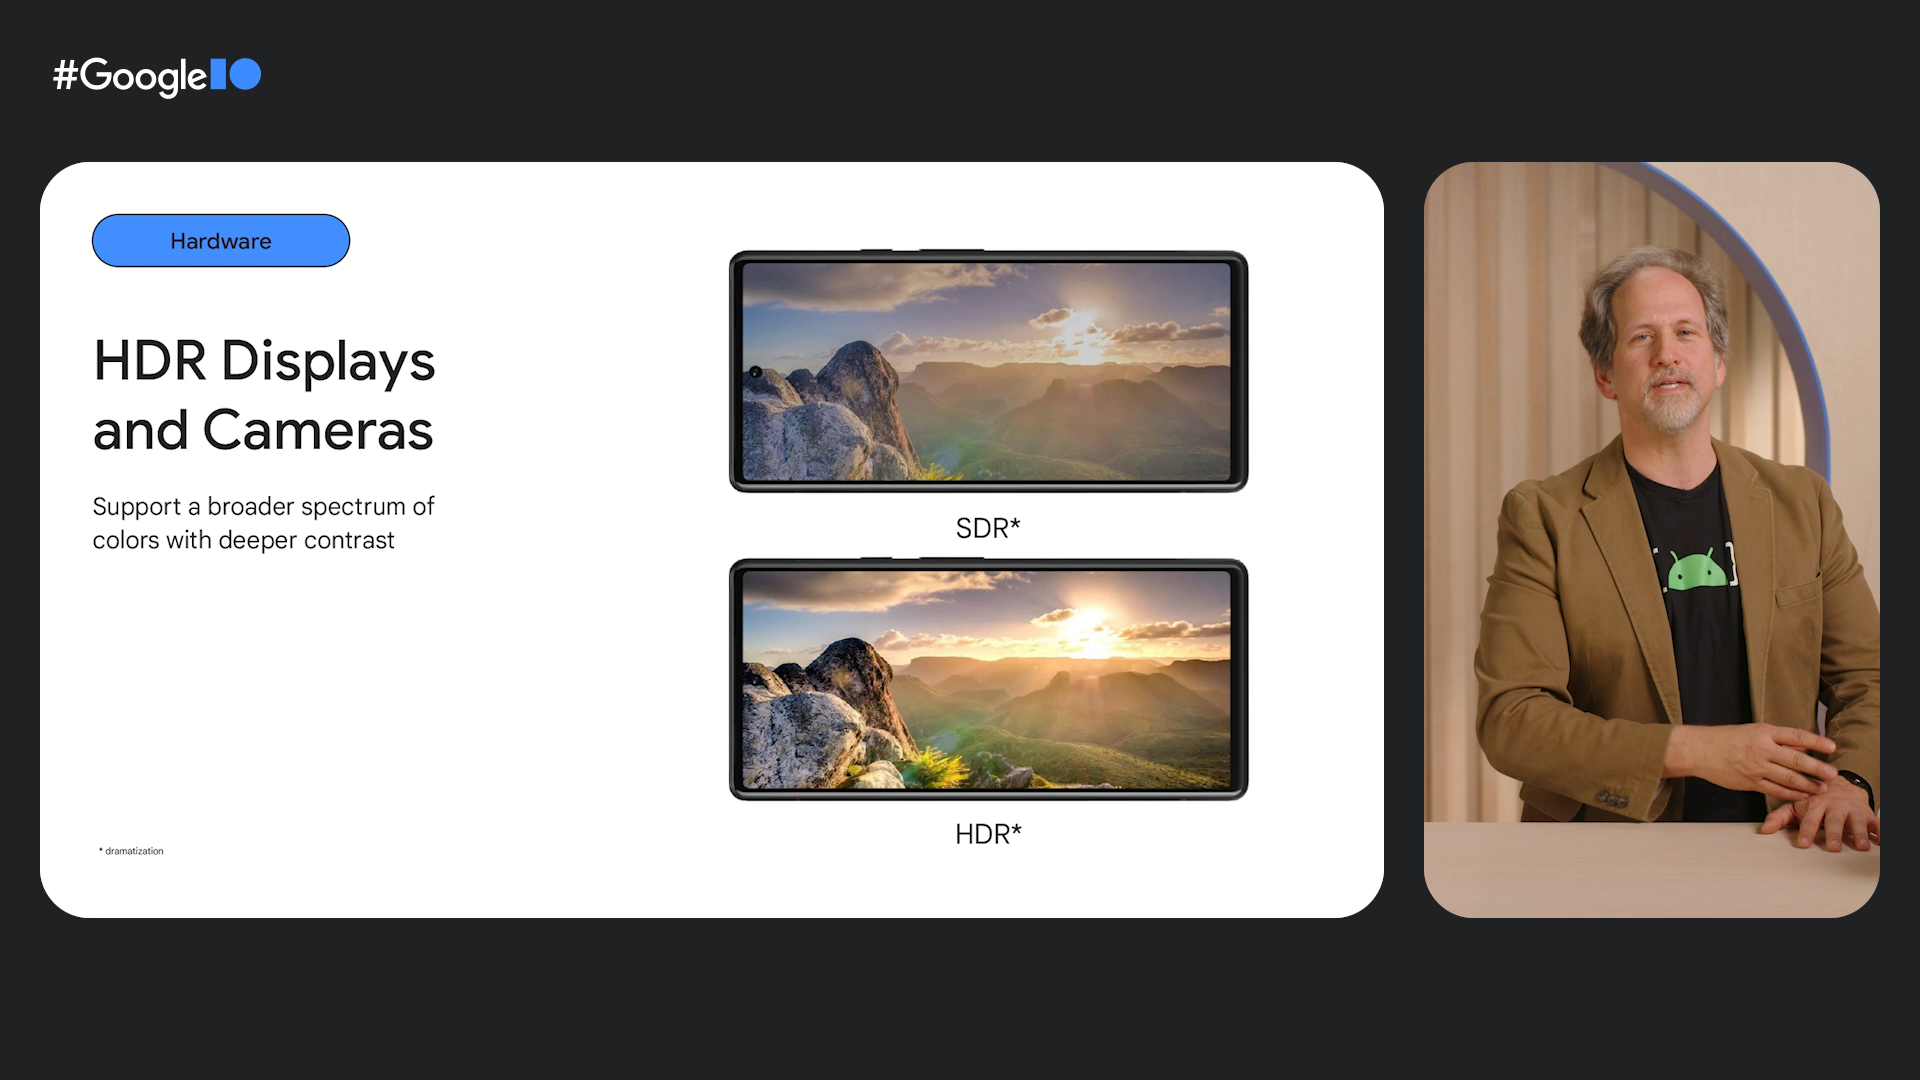 #GoogleIO
Hardware
HDR Displays
and Cameras
Support a broader spectrum of
colors with deeper contrast
SDR*
HDR*
* dramatization